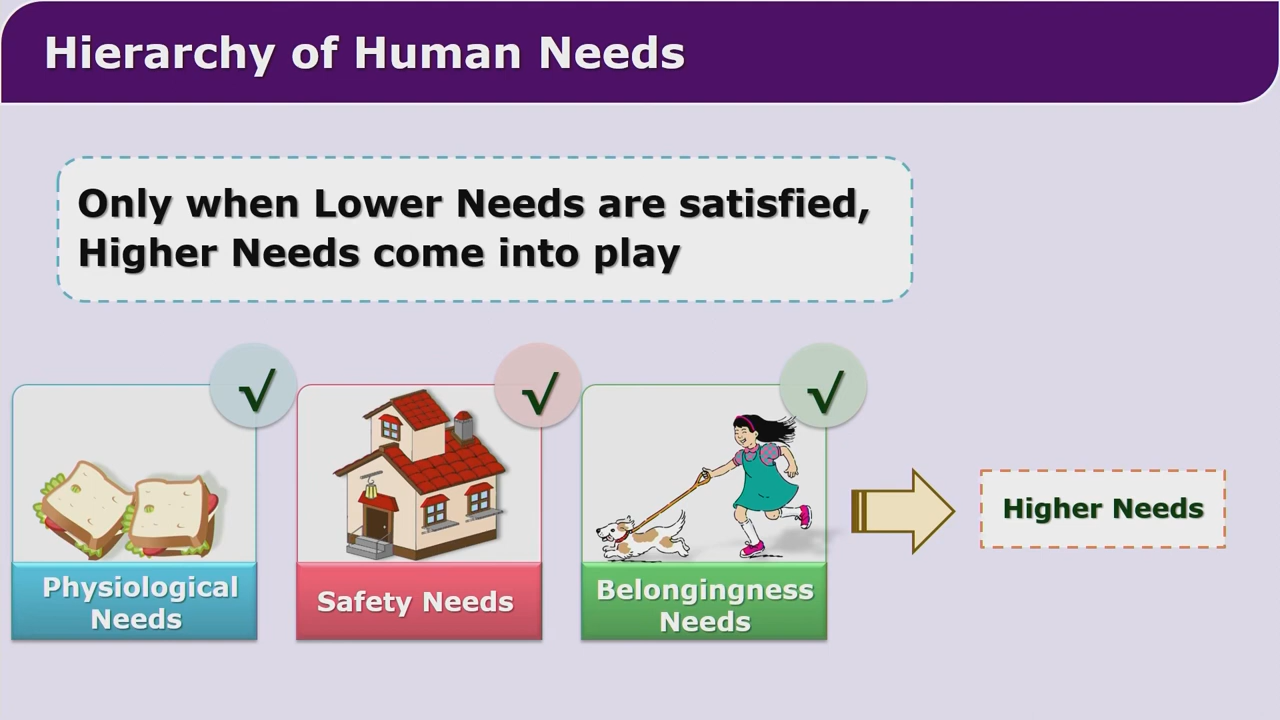 Hierarchy of Human Needs
Only when Lower Needs are satisfied,
Higher Needs come into play
√
√
√
Physiological
Needs
Safety Needs
Belongingness
Needs
Higher Needs